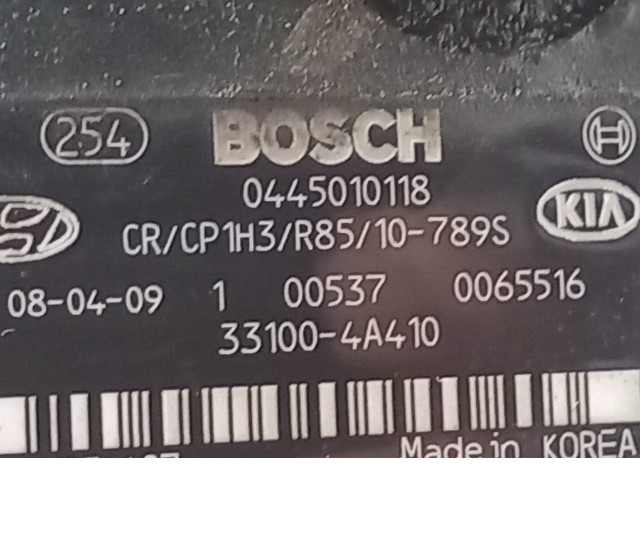 254 BOSCH
0445010118
CR/CP1H3/R85/10-789S KIA
08-04-09 1 00537 0065516
33100-4A410
Made in KOREA